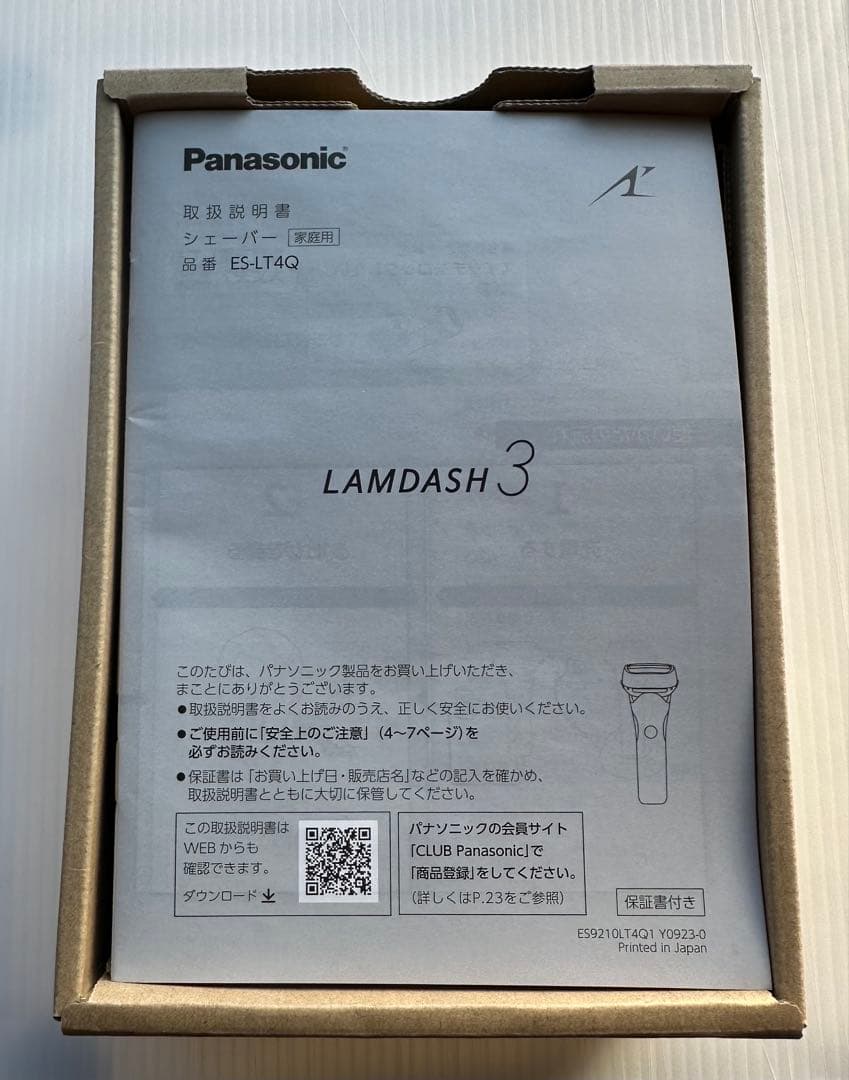 Panasonic
取扱説明書
シェーバー 家庭用
品番 ES-LT4Q
LAMDASH 3
このたびは、パナソニック製品をお買い上げいただき、
まことにありがとうございます。
●取扱説明書をよくお読みのうえ、正しく安全にお使いください。
●ご使用前に「安全上のご注意」(4〜7ページ)を
必ずお読みください。
●保証書は「お買い上げ日・販売店名」などの記入を確かめ、
取扱説明書とともに大切に保管してください。
この取扱説明書は
WEBからも
確認できます。
ダウンロード
パナソニックの会員サイト
「CLUB Panasonic」で
「商品登録」をしてください。
(詳しくはP.23をご参照)
保証書付き
ES9210LT4Q1 Y0923-0
Printed in Japan